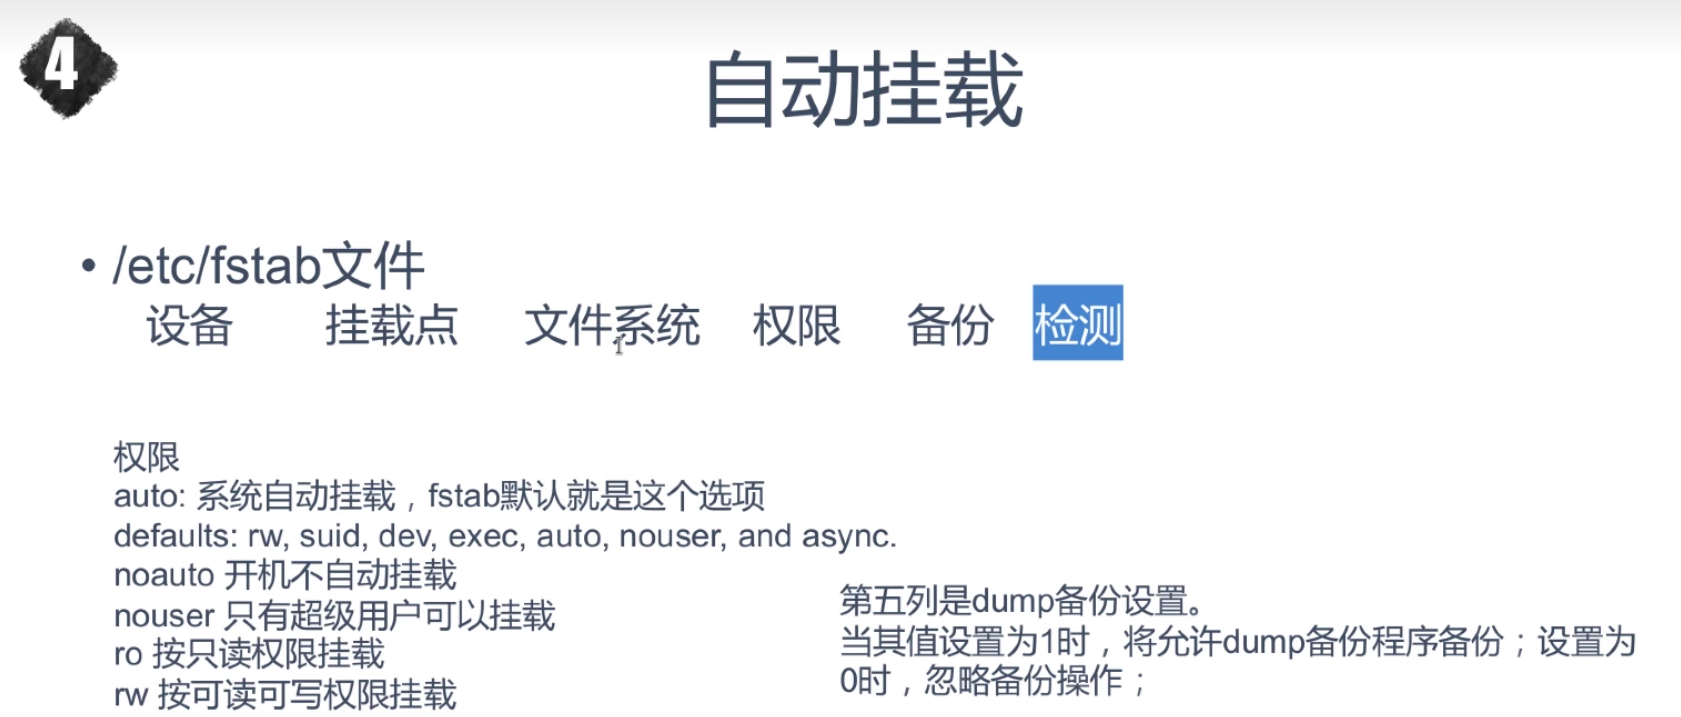 4
自动挂载
• /etc/fstab文件
设备 挂载点 文件系统 权限 备份 检测
权限
auto: 系统自动挂载，fstab默认就是这个选项
defaults: rw, suid, dev, exec, auto, nouser, and async.
noauto 开机不自动挂载
nouser 只有超级用户可以挂载
ro 按只读权限挂载
rw 按可读可写权限挂载
第五列是dump备份设置。
当其值设置为1时，将允许dump备份程序备份；设置为
0时，忽略备份操作；